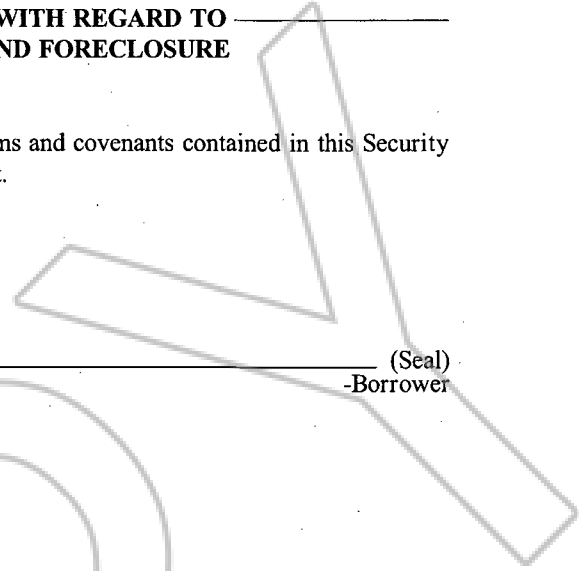 WITH REGARD TO
ND FORECLOSURE
ns and covenants contained in this Security
(Seal)
-Borrower